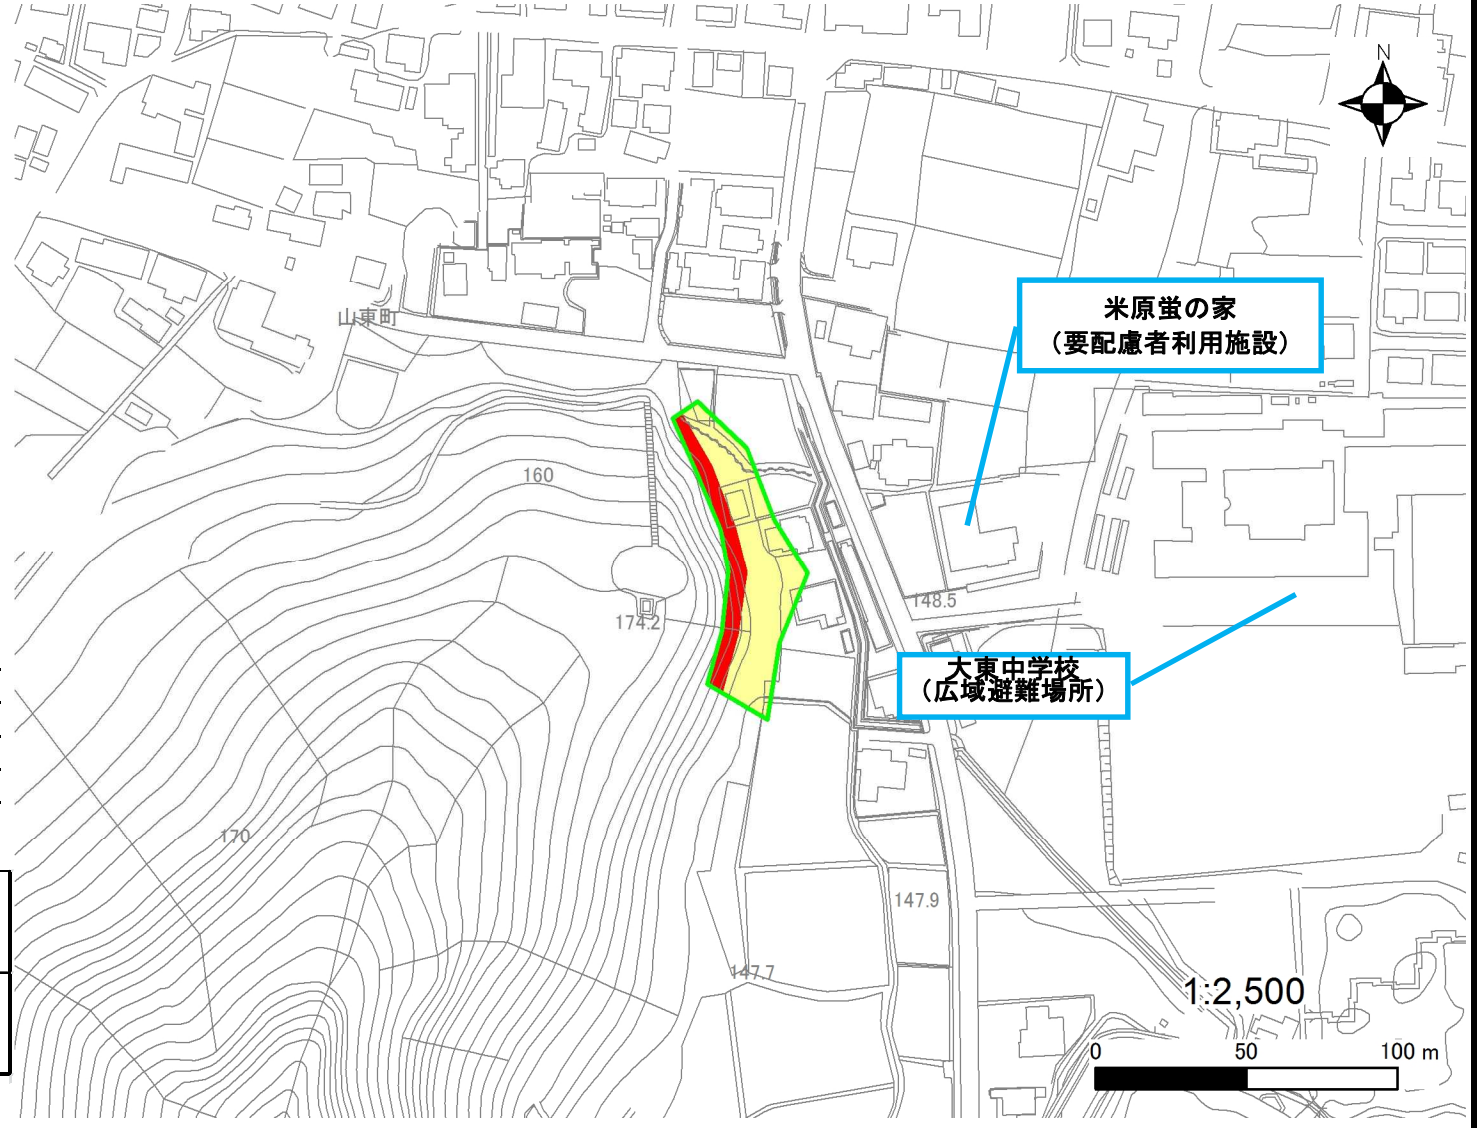 N
米原蛍の家
（要配慮者利用施設）
山東町
160
148.5
174.2
大東中学校
（広域避難場所）
170
147.9
147.7
1:2,500
0 50 100 m